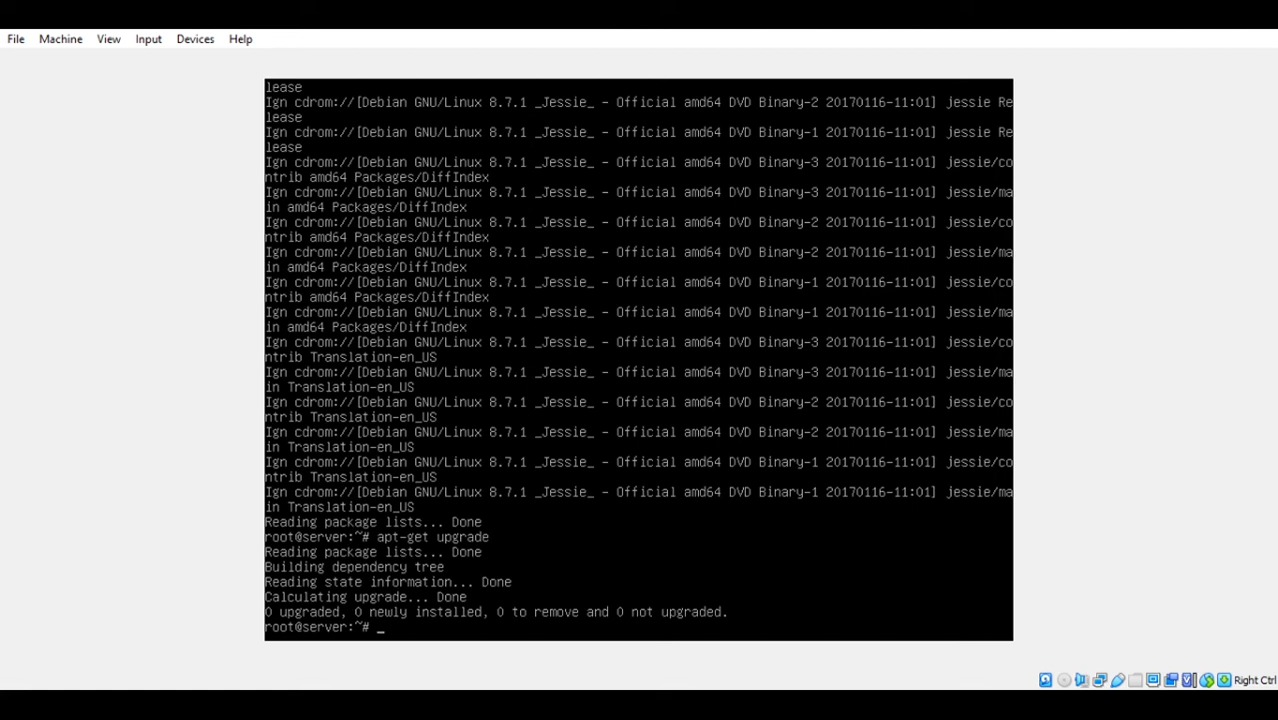 File Machine View Input Devices Help
lease
Ign cdrom://[Debian GNU/Linux 8.7.1 _Jessie_ - Official amd64 DVD Binary-2 20170116-11:01] jessie Re
lease
Ign cdrom://[Debian GNU/Linux 8.7.1 _Jessie_ - Official amd64 DVD Binary-1 20170116-11:01] jessie Re
lease
Ign cdrom://[Debian GNU/Linux 8.7.1 _Jessie_ - Official amd64 DVD Binary-3 20170116-11:01] jessie/co
ntrib amd64 Packages/DiffIndex
Ign cdrom://[Debian GNU/Linux 8.7.1 _Jessie_ - Official amd64 DVD Binary-3 20170116-11:01] jessie/ma
in amd64 Packages/DiffIndex
Ign cdrom://[Debian GNU/Linux 8.7.1 _Jessie_ - Official amd64 DVD Binary-2 20170116-11:01] jessie/co
ntrib amd64 Packages/DiffIndex
Ign cdrom://[Debian GNU/Linux 8.7.1 _Jessie_ - Official amd64 DVD Binary-2 20170116-11:01] jessie/ma
in amd64 Packages/DiffIndex
Ign cdrom://[Debian GNU/Linux 8.7.1 _Jessie_ - Official amd64 DVD Binary-1 20170116-11:01] jessie/co
ntrib amd64 Packages/DiffIndex
Ign cdrom://[Debian GNU/Linux 8.7.1 _Jessie_ - Official amd64 DVD Binary-1 20170116-11:01] jessie/ma
in amd64 Packages/DiffIndex
Ign cdrom://[Debian GNU/Linux 8.7.1 _Jessie_ - Official amd64 DVD Binary-3 20170116-11:01] jessie/co
ntrib Translation-en_US
Ign cdrom://[Debian GNU/Linux 8.7.1 _Jessie_ - Official amd64 DVD Binary-3 20170116-11:01] jessie/ma
in Translation-en_US
Ign cdrom://[Debian GNU/Linux 8.7.1 _Jessie_ - Official amd64 DVD Binary-2 20170116-11:01] jessie/co
ntrib Translation-en_US
Ign cdrom://[Debian GNU/Linux 8.7.1 _Jessie_ - Official amd64 DVD Binary-2 20170116-11:01] jessie/ma
in Translation-en_US
Ign cdrom://[Debian GNU/Linux 8.7.1 _Jessie_ - Official amd64 DVD Binary-1 20170116-11:01] jessie/co
ntrib Translation-en_US
Ign cdrom://[Debian GNU/Linux 8.7.1 _Jessie_ - Official amd64 DVD Binary-1 20170116-11:01] jessie/ma
in Translation-en_US
Reading package lists... Done
root@server:~# apt-get upgrade
Reading package lists... Done
Building dependency tree
Reading state information... Done
Calculating upgrade... Done
0 upgraded, 0 newly installed, 0 to remove and 0 not upgraded.
root@server:~# _
Right Ctrl